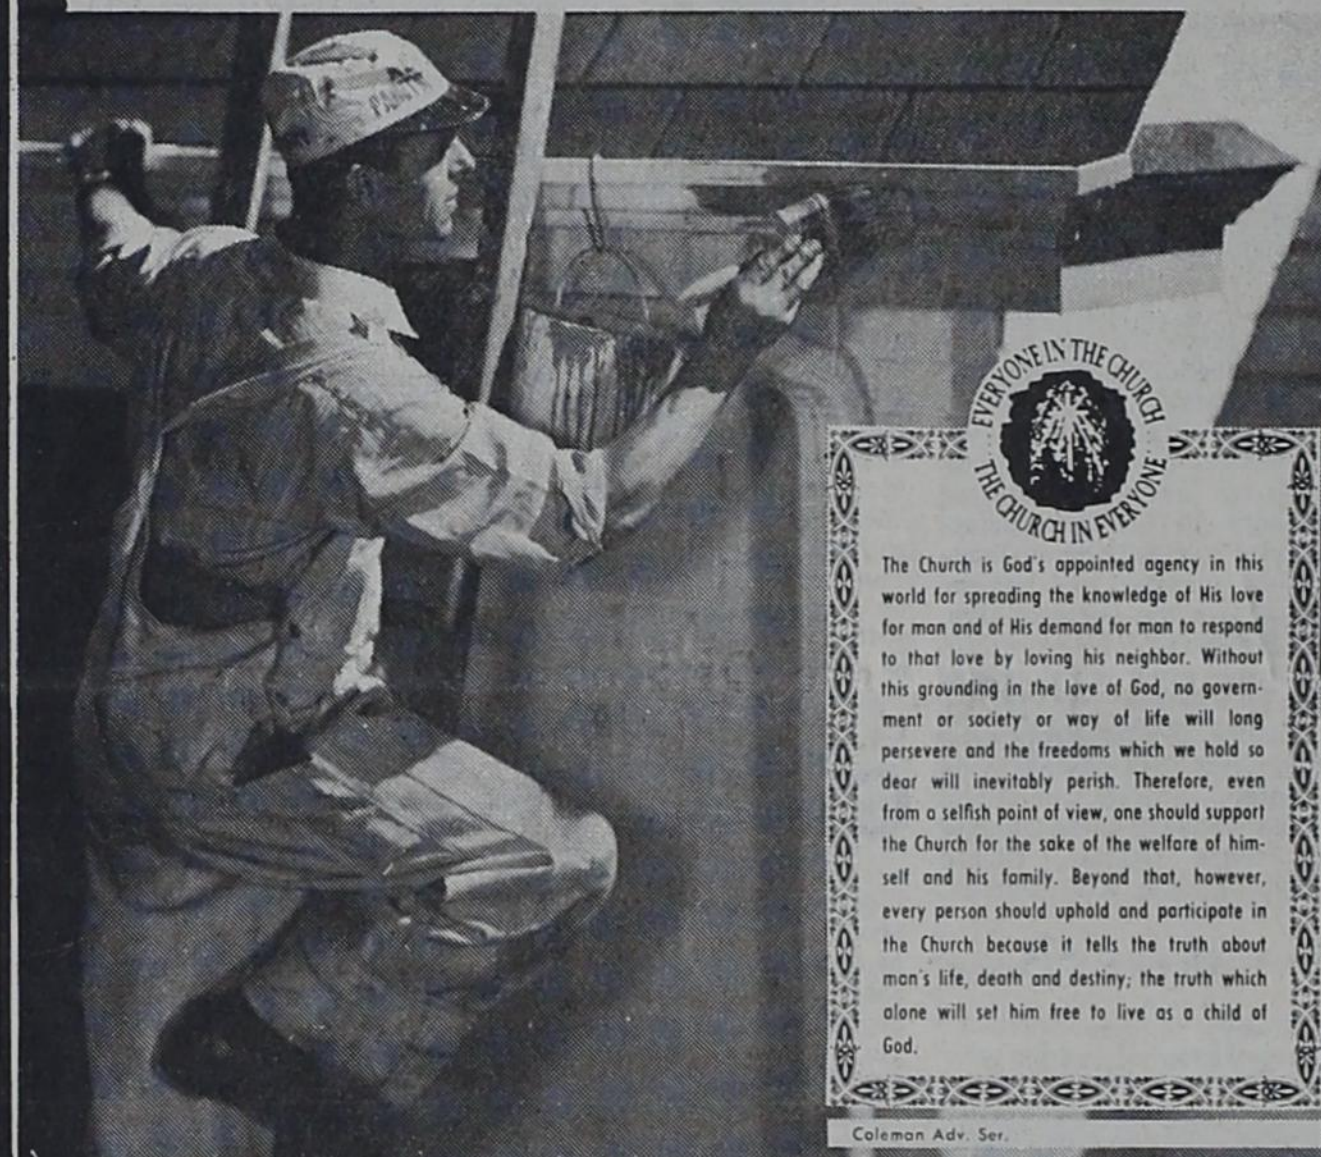 EVERYONE IN THE CHURCH
THE CHURCH IN EVERYONE
The Church is God's appointed agency in this
world for spreading the knowledge of His love
for man and of His demand for man to respond
to that love by loving his neighbor. Without
this grounding in the love of God, no govern-
ment or society or way of life will long
persevere and the freedoms which we hold so
dear will inevitably perish. Therefore, even
from a selfish point of view, one should support
the Church for the sake of the welfare of him-
self and his family. Beyond that, however,
every person should uphold and participate in
the Church because it tells the truth about
man's life, death and destiny; the truth which
alone will set him free to live as a child of
God.
Coleman Adv. Ser.